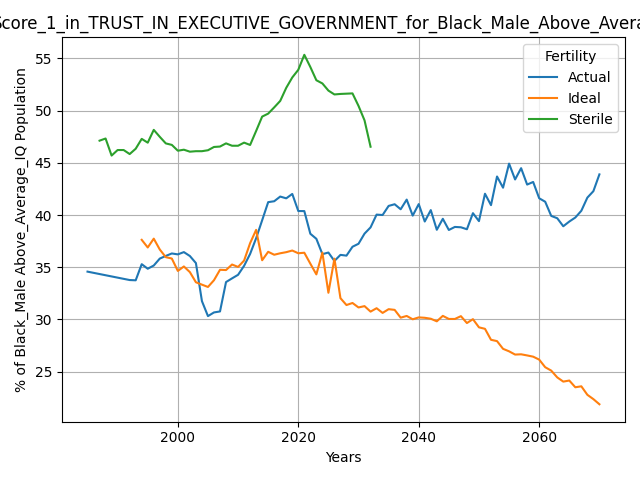 Score_1_in_TRUST_IN_EXECUTIVE_GOVERNMENT_for_Black_Male_Above_Avera
Fertility
Actual
Ideal
Sterile
% of Black_Male Above_Average_IQ Population
55
50
45
40
35
30
25
2000
2020
2040
2060
Years